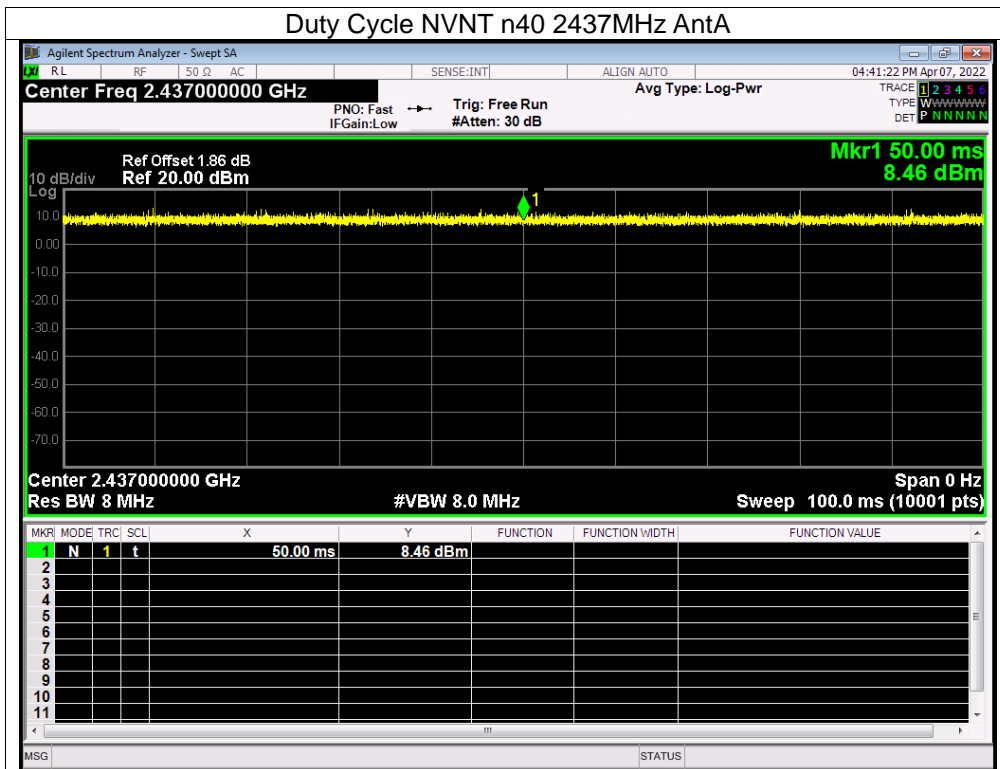 Duty Cycle NVNT n40 2437MHz AntA
Agilent Spectrum Analyzer - Swept SA
LXI RL RF 50 Ω AC SENSE:INT ALIGN AUTO 04:41:22 PM Apr 07, 2022
Center Freq 2.437000000 GHz Avg Type: Log-Pwr TRACE 1 2 3 4 5 6
PNO: Fast Trig: Free Run TYPE WWWWWWW
IFGain:Low #Atten: 30 dB DET P N N N N N
Mkr1 50.00 ms
8.46 dBm
Ref Offset 1.86 dB
10 dB/div Ref 20.00 dBm
Log
1
10.0
0.00
-10.0
-20.0
-30.0
-40.0
-50.0
-60.0
-70.0
Center 2.437000000 GHz Span 0 Hz
Res BW 8 MHz #VBW 8.0 MHz Sweep 100.0 ms (10001 pts)
MKR MODE TRC SCL X Y FUNCTION FUNCTION WIDTH FUNCTION VALUE
1 N 1 t 50.00 ms 8.46 dBm
2
3
4
5
6
7
8
9
10
11
MSG STATUS